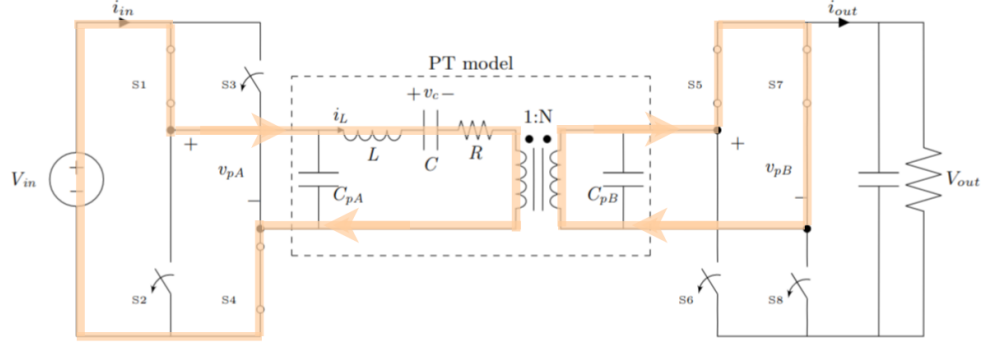 i_in
i_out
PT model
S1
S3
S5
S7
+ v_c −
1:N
i_L
+
+
L
C
R
V_in
v_pA
v_pB
V_out
−
−
C_pA
C_pB
S2
S4
S6
S8